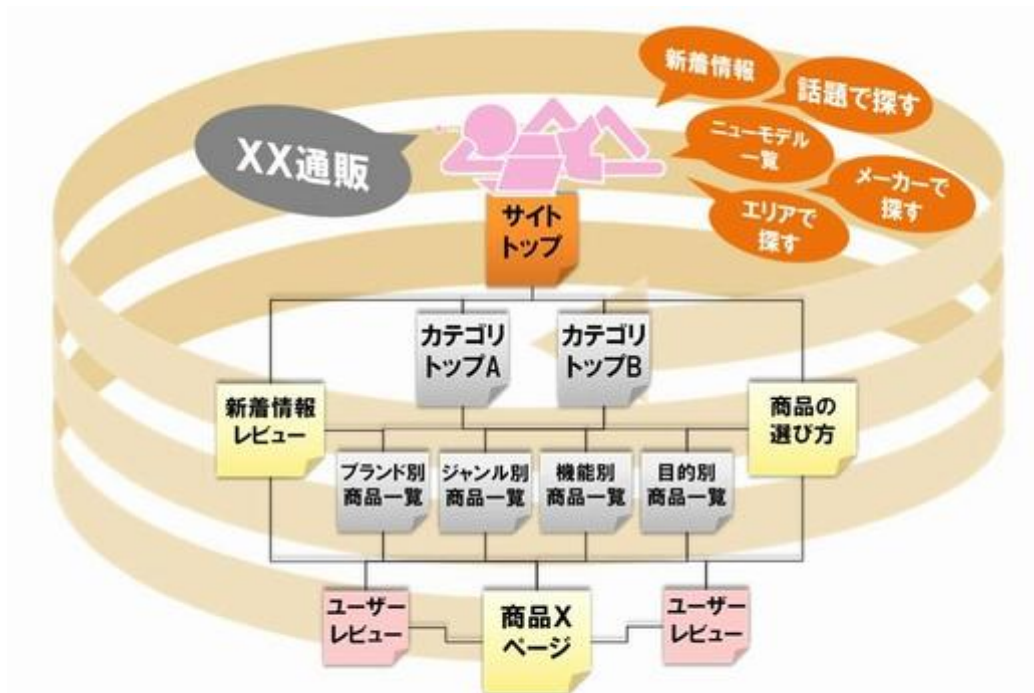 新着情報
話題で探す
XX通販
ニューモデル
一覧
メーカーで
探す
エリアで
探す
サイト
トップ
カテゴリ
トップA
カテゴリ
トップB
新着情報
レビュー
商品の
選び方
ブランド別
商品一覧
ジャンル別
商品一覧
機能別
商品一覧
目的別
商品一覧
ユーザー
レビュー
商品X
ページ
ユーザー
レビュー